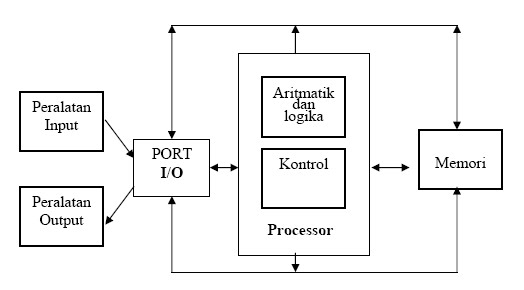 Peralatan
Input
Peralatan
Output
PORT
I/O
Aritmatik
dan
logika
Kontrol
Processor
Memori